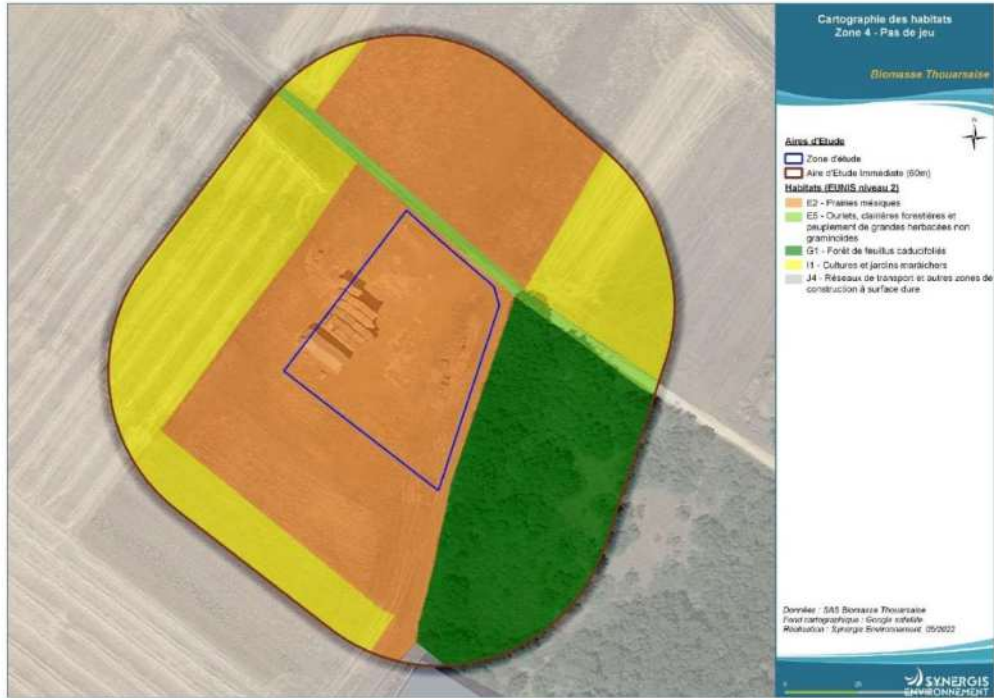 Cartographie des habitats
Zone 4 - Pas de jeu
Biomasse Thouarsaise
N
Aires d'Etude
Zone d'étude
Aire d'Etude Immédiate (60m)
Habitats (EUNIS niveau 2)
E2 - Prairies mésiques
E5 - Ourlets, clairières forestières et
peuplement de grandes herbacées non
graminoïdes
G1 - Forêt de feuillus caducifoliés
I1 - Cultures et jardins maraîchers
J4 - Réseaux de transport et autres zones de
construction à surface dure
Données : SAS Biomasse Thouarsaise
Fond cartographique : Google satellite
Réalisation : Synergis Environnement 05/2022
SYNERGIS
ENVIRONNEMENT